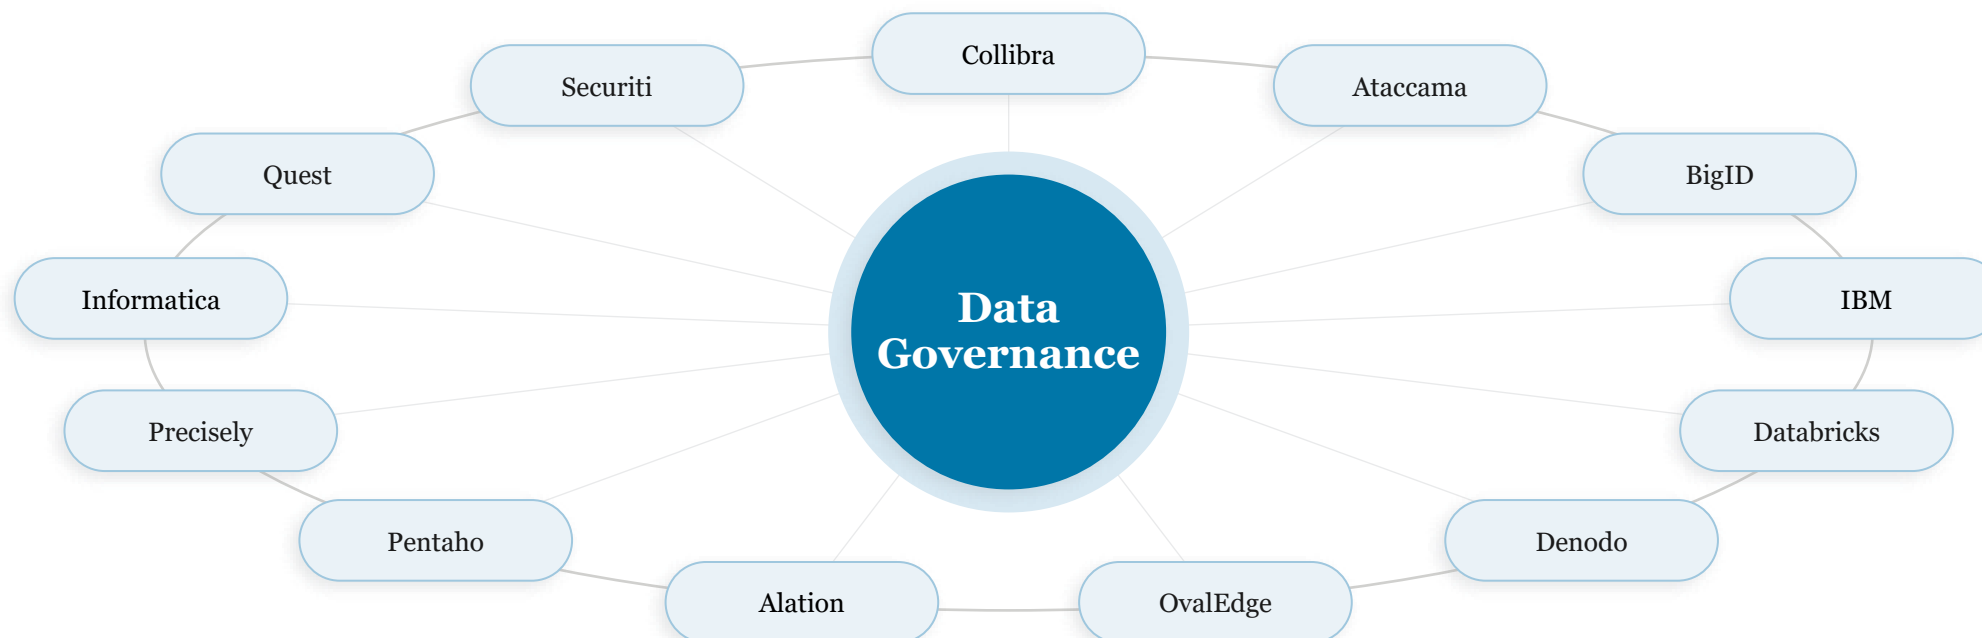 Collibra
Securiti
Ataccama
Quest
BigID
Informatica
IBM
Data
Governance
Precisely
Databricks
Pentaho
Denodo
Alation
OvalEdge